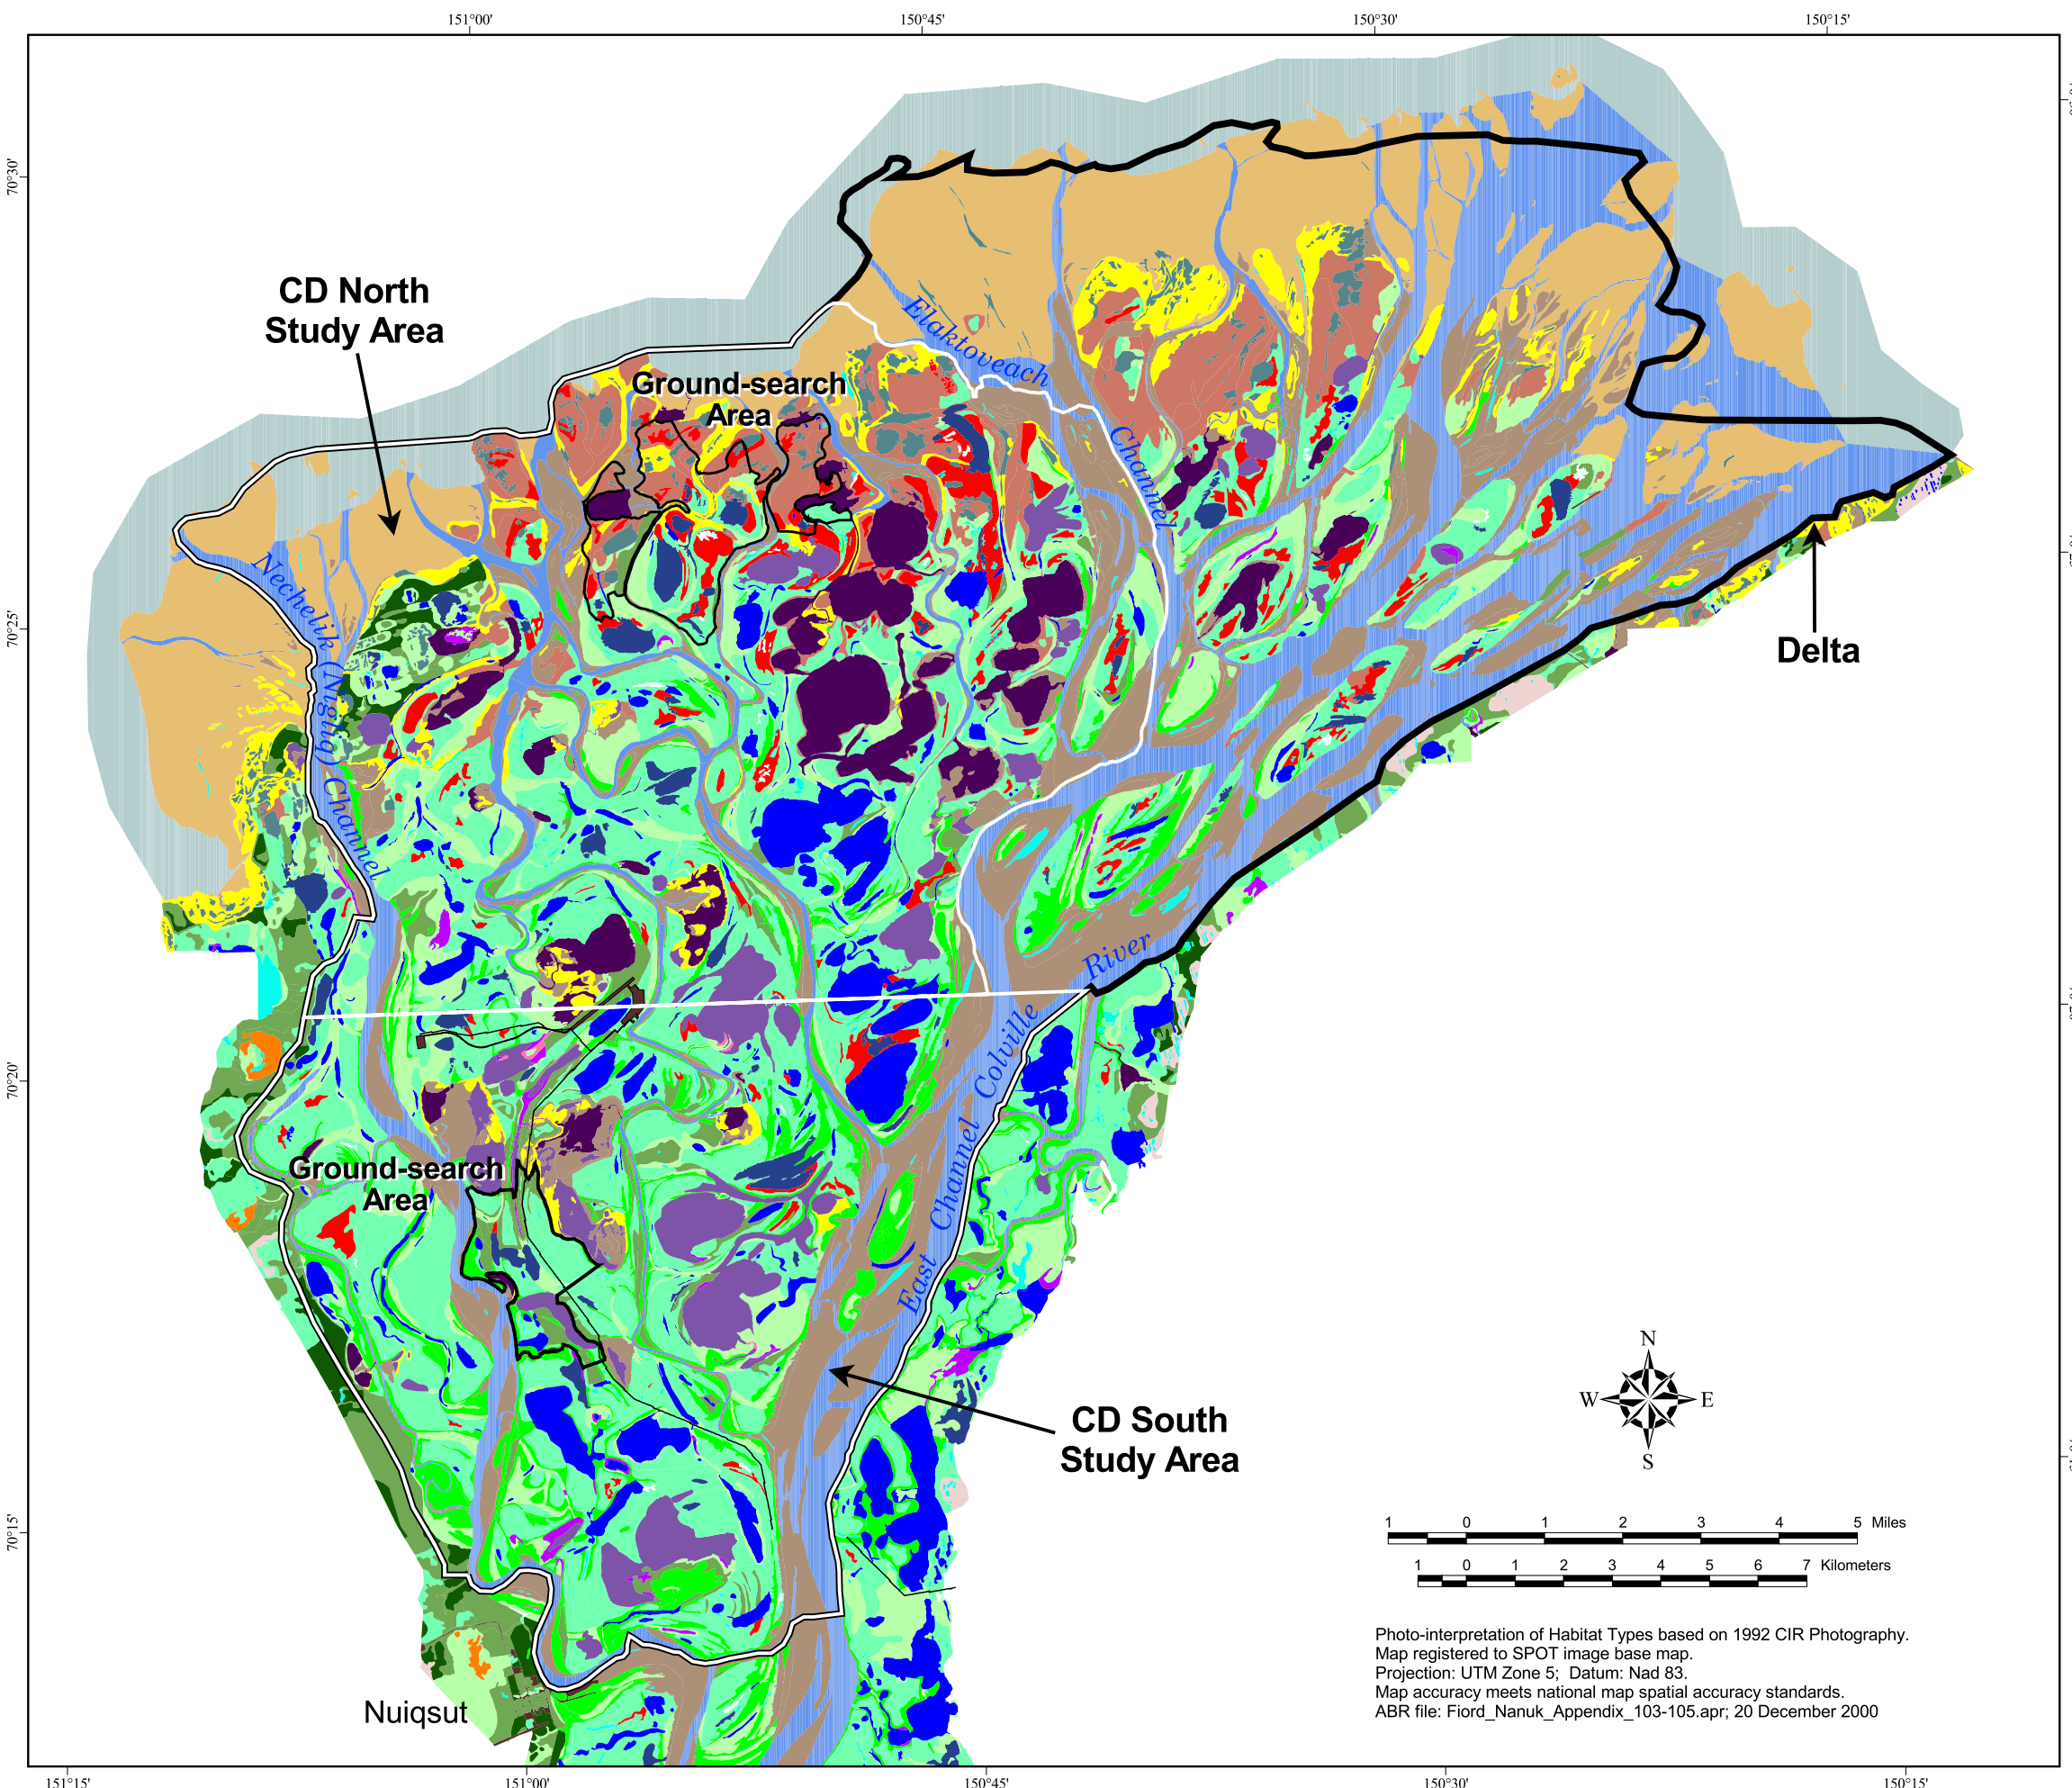 151°00'
150°45'
150°30'
150°15'
70°30'
70°25'
70°20'
70°15'
CD North
Study Area
Ground-search
Area
Elaktoveach
Channel
Nechelik (Nigliq) Channel
Delta
River
Colville
Channel
East
Ground-search
Area
CD South
Study Area
Nuiqsut
N
W
E
S
1 0 1 2 3 4 5 Miles
1 0 1 2 3 4 5 6 7 Kilometers
Photo-interpretation of Habitat Types based on 1992 CIR Photography.
Map registered to SPOT image base map.
Projection: UTM Zone 5; Datum: Nad 83.
Map accuracy meets national map spatial accuracy standards.
ABR file: Fiord_Nanuk_Appendix_103-105.apr; 20 December 2000
151°15'
151°00'
150°45'
150°30'
150°15'